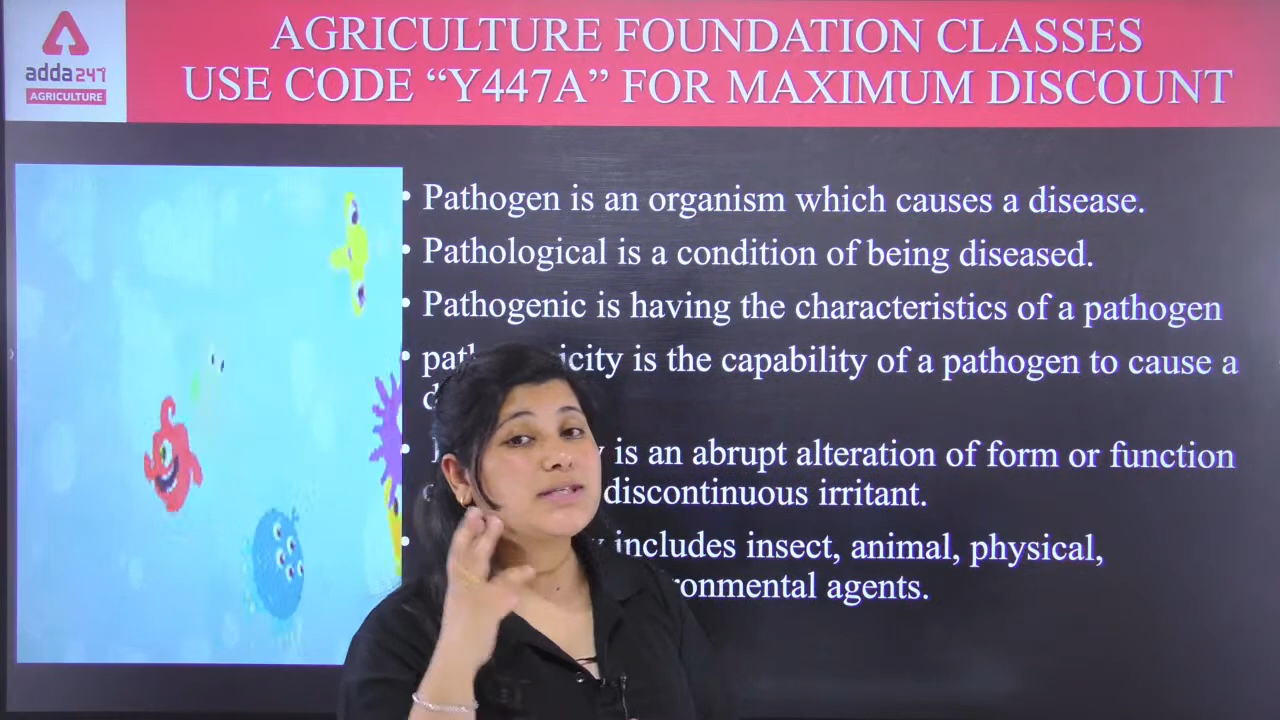 AGRICULTURE FOUNDATION CLASSES
USE CODE “Y447A” FOR MAXIMUM DISCOUNT
adda247
AGRICULTURE
• Pathogen is an organism which causes a disease.
• Pathological is a condition of being diseased.
• Pathogenic is having the characteristics of a pathogen
• is the capability of a pathogen to cause a
• is an abrupt alteration of form or function
discontinuous irritant.
• includes insect, animal, physical,
agents.